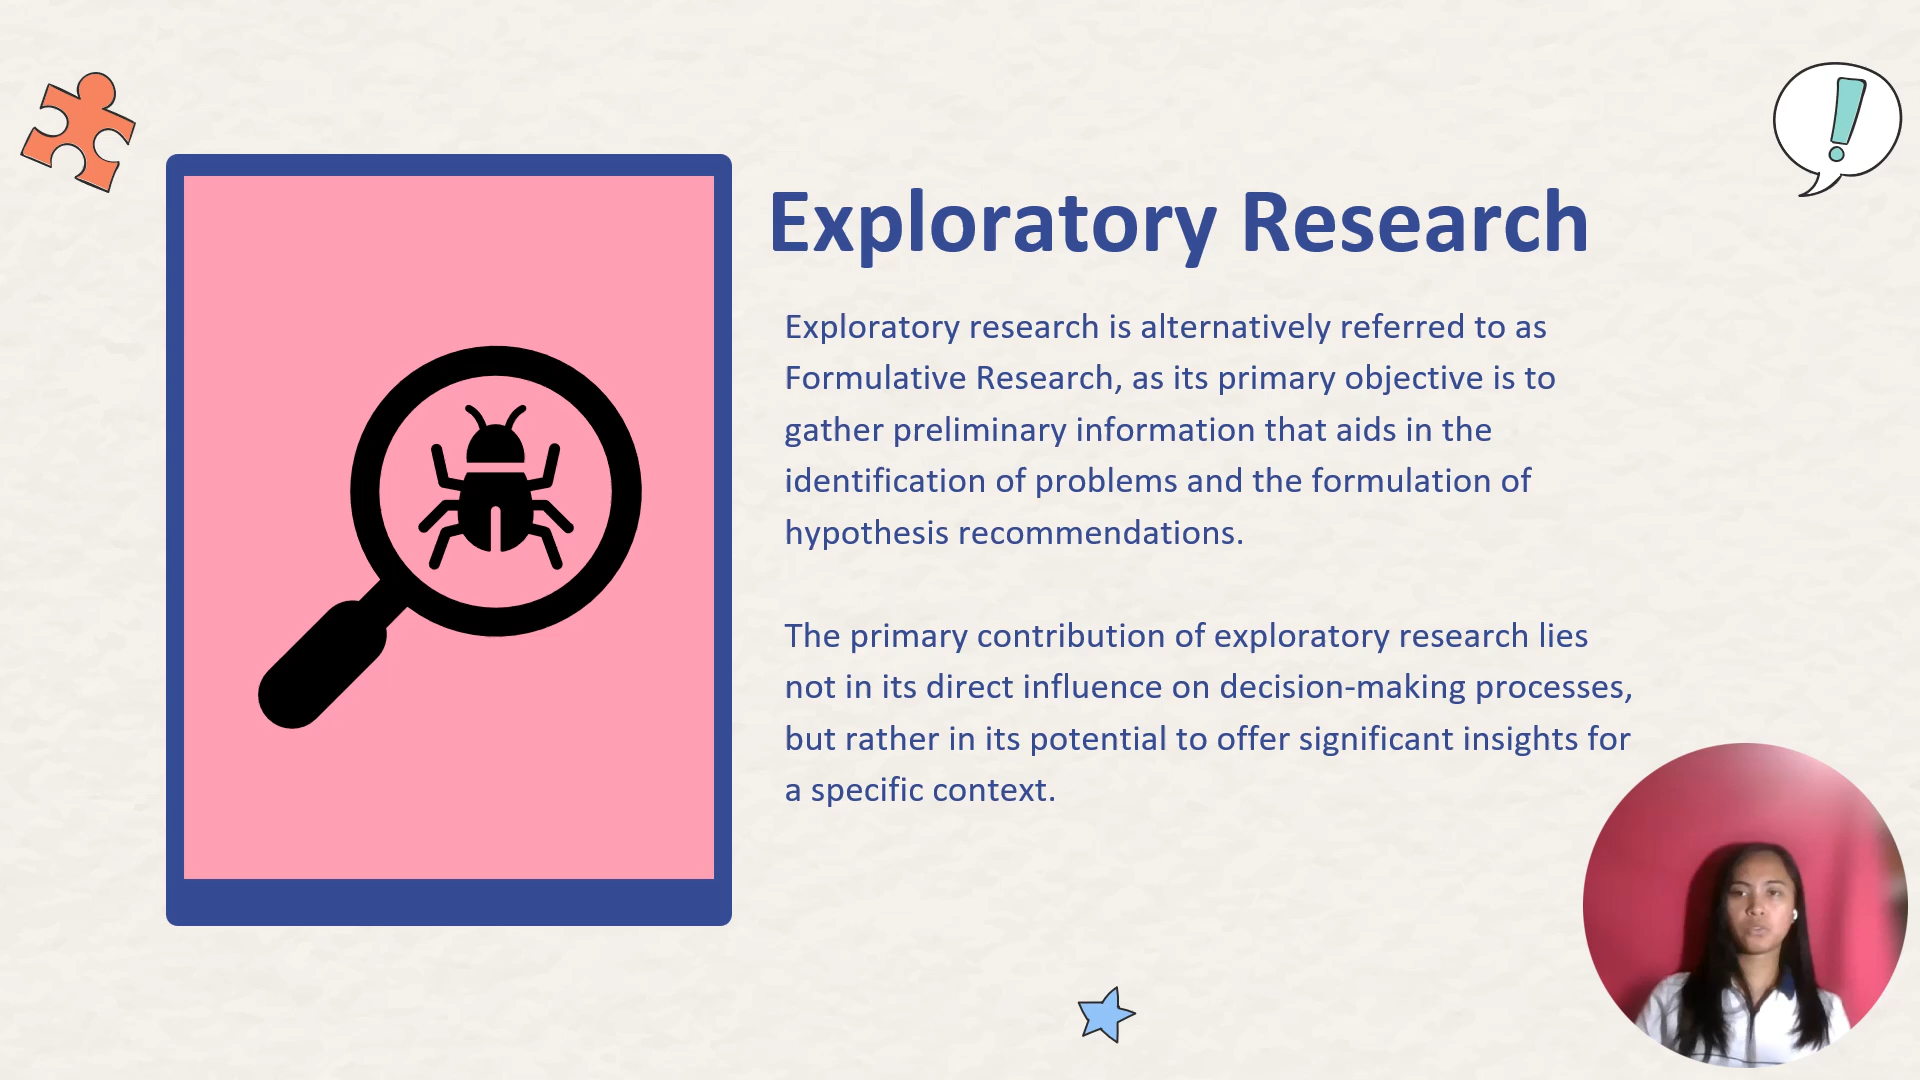 Exploratory Research
Exploratory research is alternatively referred to as
Formulative Research, as its primary objective is to
gather preliminary information that aids in the
identification of problems and the formulation of
hypothesis recommendations.
The primary contribution of exploratory research lies
not in its direct influence on decision-making processes,
but rather in its potential to offer significant insights for
a specific context.